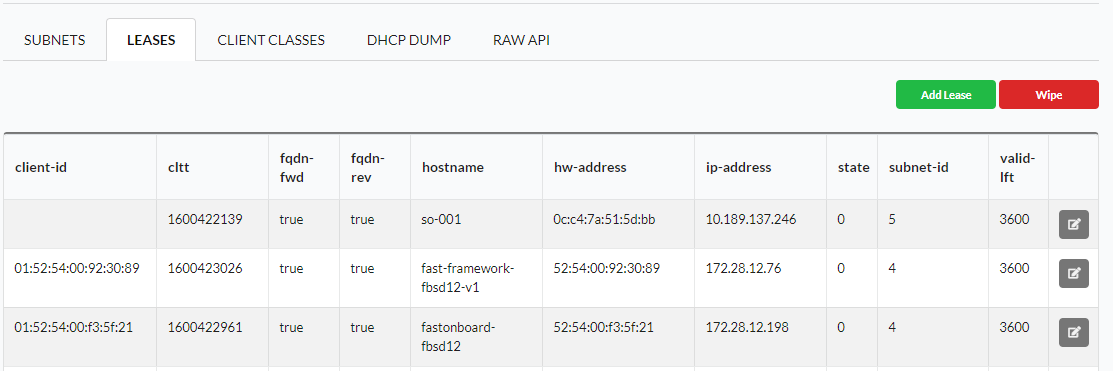 SUBNETS LEASES CLIENT CLASSES DHCP DUMP RAW API
Add Lease Wipe
client-id cltt fqdn-fwd fqdn-rev hostname hw-address ip-address state subnet-id valid-lft
1600422139 true true so-001 0c:c4:7a:51:5d:bb 10.189.137.246 0 5 3600
01:52:54:00:92:30:89 1600423026 true true fast-framework-fbsd12-v1 52:54:00:92:30:89 172.28.12.76 0 4 3600
01:52:54:00:f3:5f:21 1600422961 true true fastonboard-fbsd12 52:54:00:f3:5f:21 172.28.12.198 0 4 3600